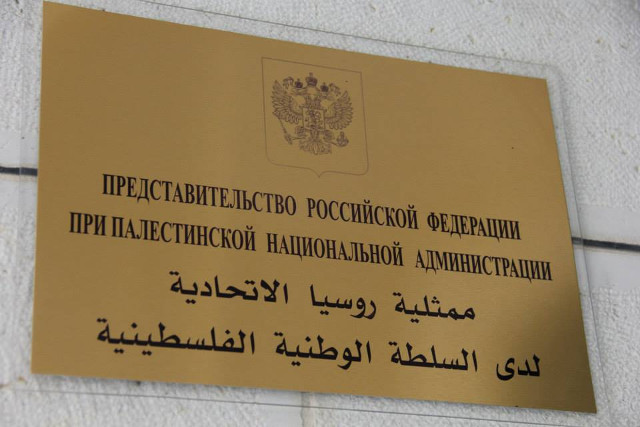 ПРЕДСТАВИТЕЛЬСТВО РОССИЙСКОЙ ФЕДЕРАЦИИ
ПРИ ПАЛЕСТИНСКОЙ НАЦИОНАЛЬНОЙ АДМИНИСТРАЦИИ
ممثلية روسيا الاتحادية
لدى السلطة الوطنية الفلسطينية